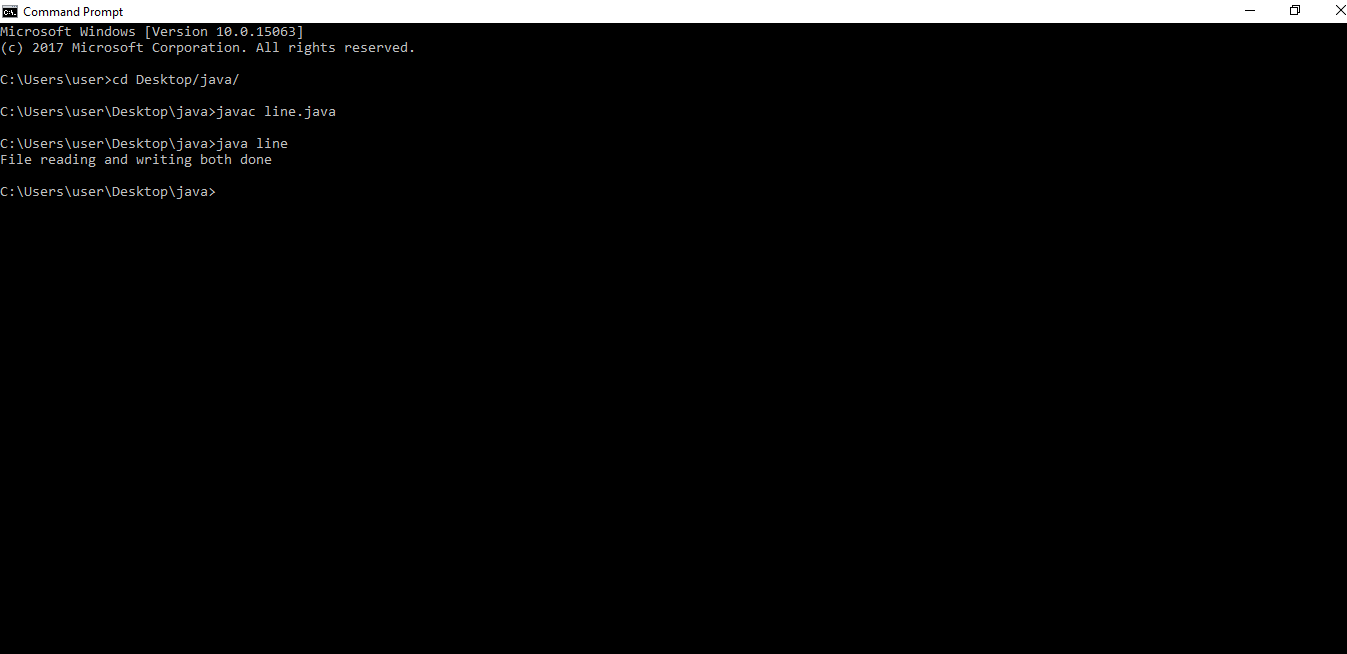 Command Prompt
Microsoft Windows [Version 10.0.15063]
(c) 2017 Microsoft Corporation. All rights reserved.
C:\Users\user>cd Desktop/java/
C:\Users\user\Desktop\java>javac line.java
C:\Users\user\Desktop\java>java line
File reading and writing both done
C:\Users\user\Desktop\java>